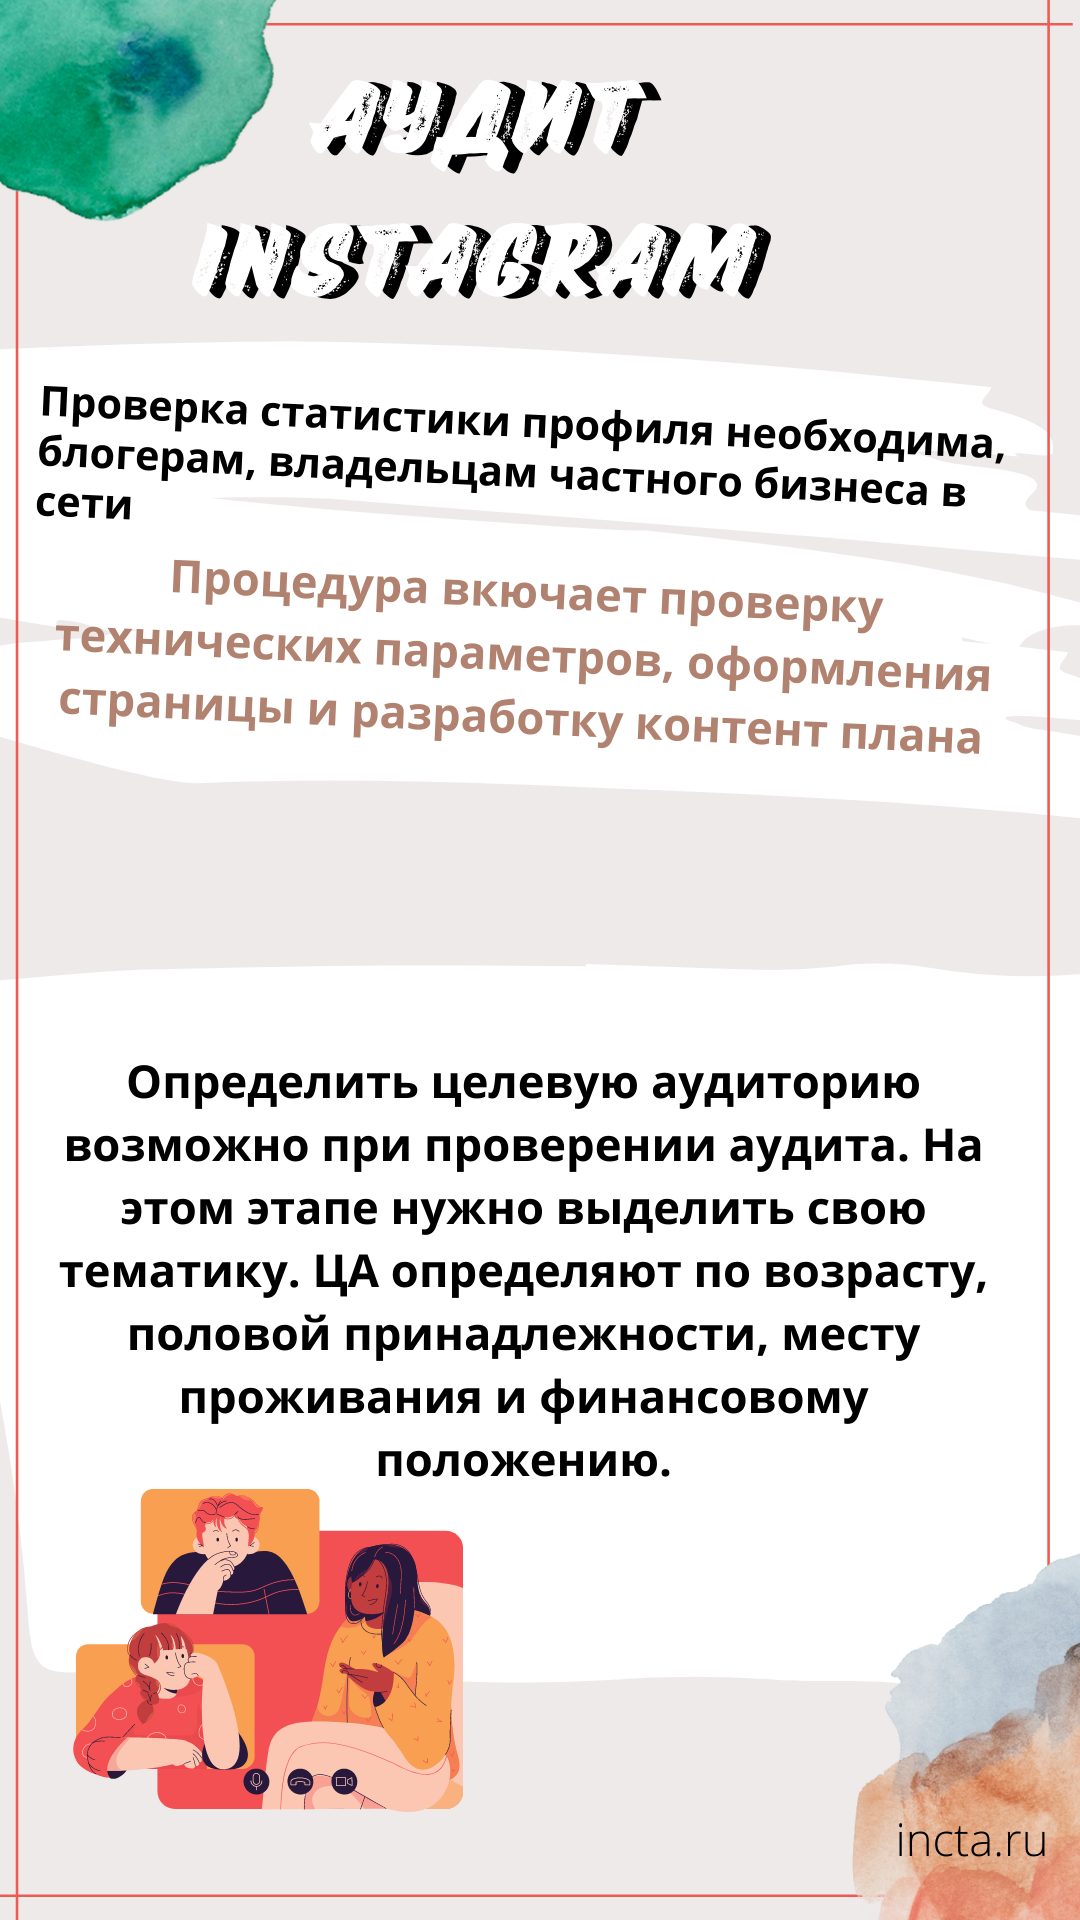 АУДИТ
INSTAGRAM
Проверка статистики профиля необходима,
блогерам, владельцам частного бизнеса в
сети
Процедура вкючает проверку
технических параметров, оформления
страницы и разработку контент плана
Определить целевую аудиторию
возможно при проверении аудита. На
этом этапе нужно выделить свою
тематику. ЦА определяют по возрасту,
половой принадлежности, месту
проживания и финансовому
положению.
incta.ru